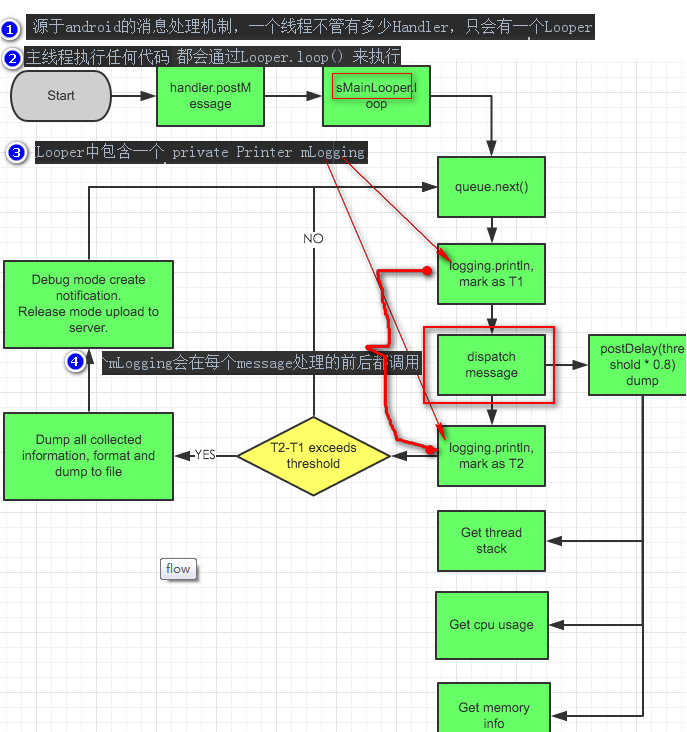 1 源于android的消息处理机制，一个线程不管有多少Handler，只会有一个Looper
2 主线程执行任何代码 都会通过Looper.loop() 来执行
Start
handler.postM
essage
sMainLooper.l
oop
3 Looper中包含一个 private Printer mLogging
queue.next()
NO
logging.println,
mark as T1
Debug mode create
notification.
Release mode upload to
server.
4 mLogging会在每个message处理的前后都调用
dispatch
message
postDelay(thre
shold * 0.8)
dump
Dump all collected
information, format and
dump to file
YES
T2-T1 exceeds
threshold
logging.println,
mark as T2
Get thread
stack
flow
Get cpu usage
Get memory
info